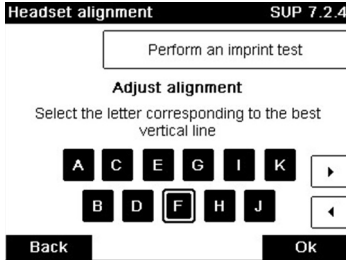 Headset alignment SUP 7.2.4
Perform an imprint test
Adjust alignment
Select the letter corresponding to the best
vertical line
A C E G I K
B D F H J
Back Ok